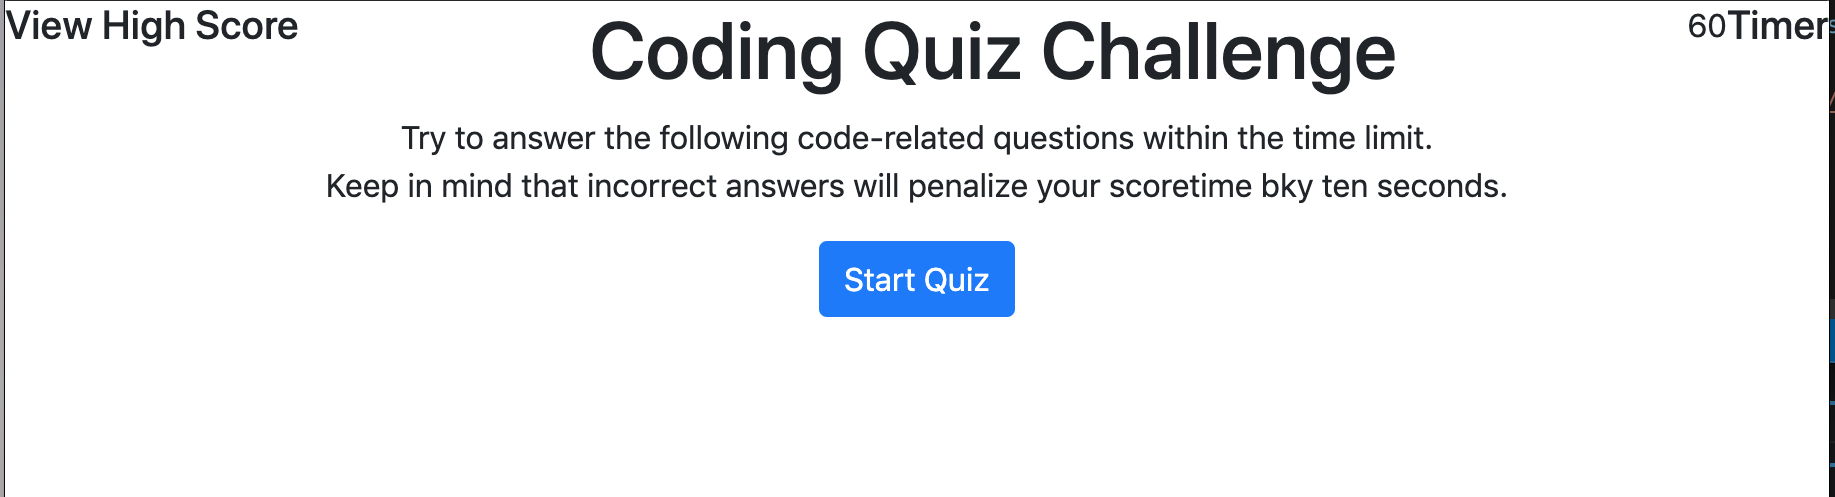 View High Score
Coding Quiz Challenge
60Timer
Try to answer the following code-related questions within the time limit.
Keep in mind that incorrect answers will penalize your scoretime bky ten seconds.
Start Quiz